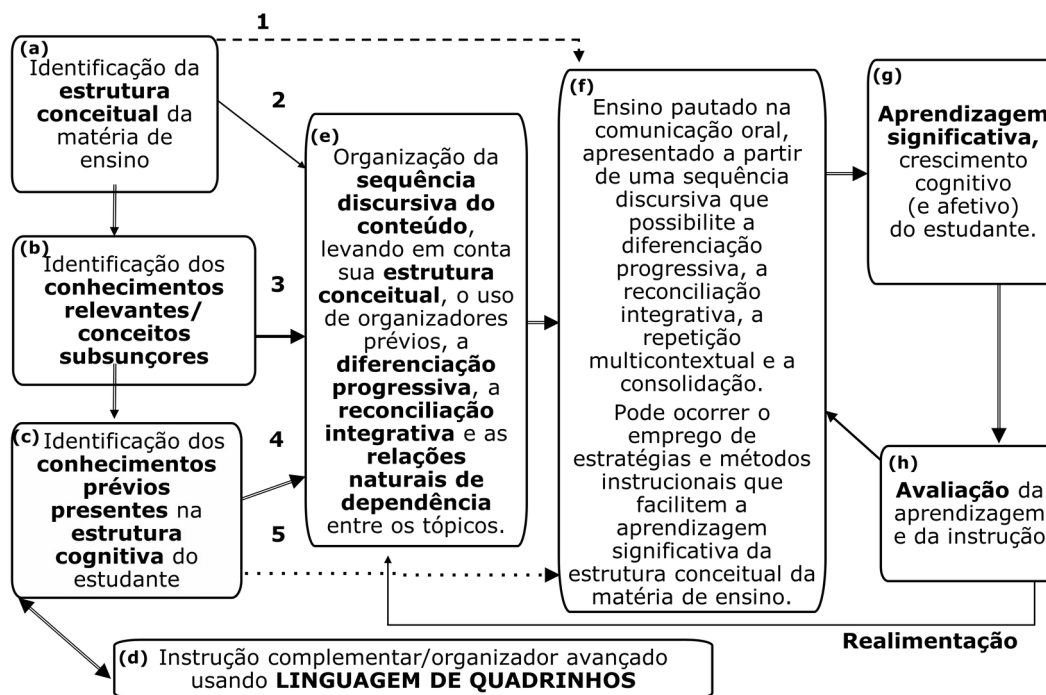 1
(a)
Identificação da
estrutura
conceitual da
matéria de
ensino
2
(b)
Identificação dos
conhecimentos
relevantes/
conceitos
subsunçores
3
(c) Identificação dos
conhecimentos
prévios
presentes na
estrutura
cognitiva do
estudante
4
5
(d) Instrução complementar/organizador avançado
usando LINGUAGEM DE QUADRINHOS
(e)
Organização da
sequência
discursiva do
conteúdo,
levando em conta
sua estrutura
conceitual, o uso
de organizadores
prévios, a
diferenciação
progressiva, a
reconciliação
integrativa e as
relações
naturais de
dependência
entre os tópicos.
(f)
Ensino pautado na
comunicação oral,
apresentado a partir
de uma sequência
discursiva que
possibilite a
diferenciação
progressiva, a
reconciliação
integrativa, a
repetição
multicontextual e a
consolidação.
Pode ocorrer o
emprego de
estratégias e métodos
instrucionais que
facilitem a
aprendizagem
significativa da
estrutura conceitual da
matéria de ensino.
(g)
Aprendizagem
significativa,
crescimento
cognitivo
(e afetivo)
do estudante.
(h)
Avaliação da
aprendizagem
e da instrução
Realimentação